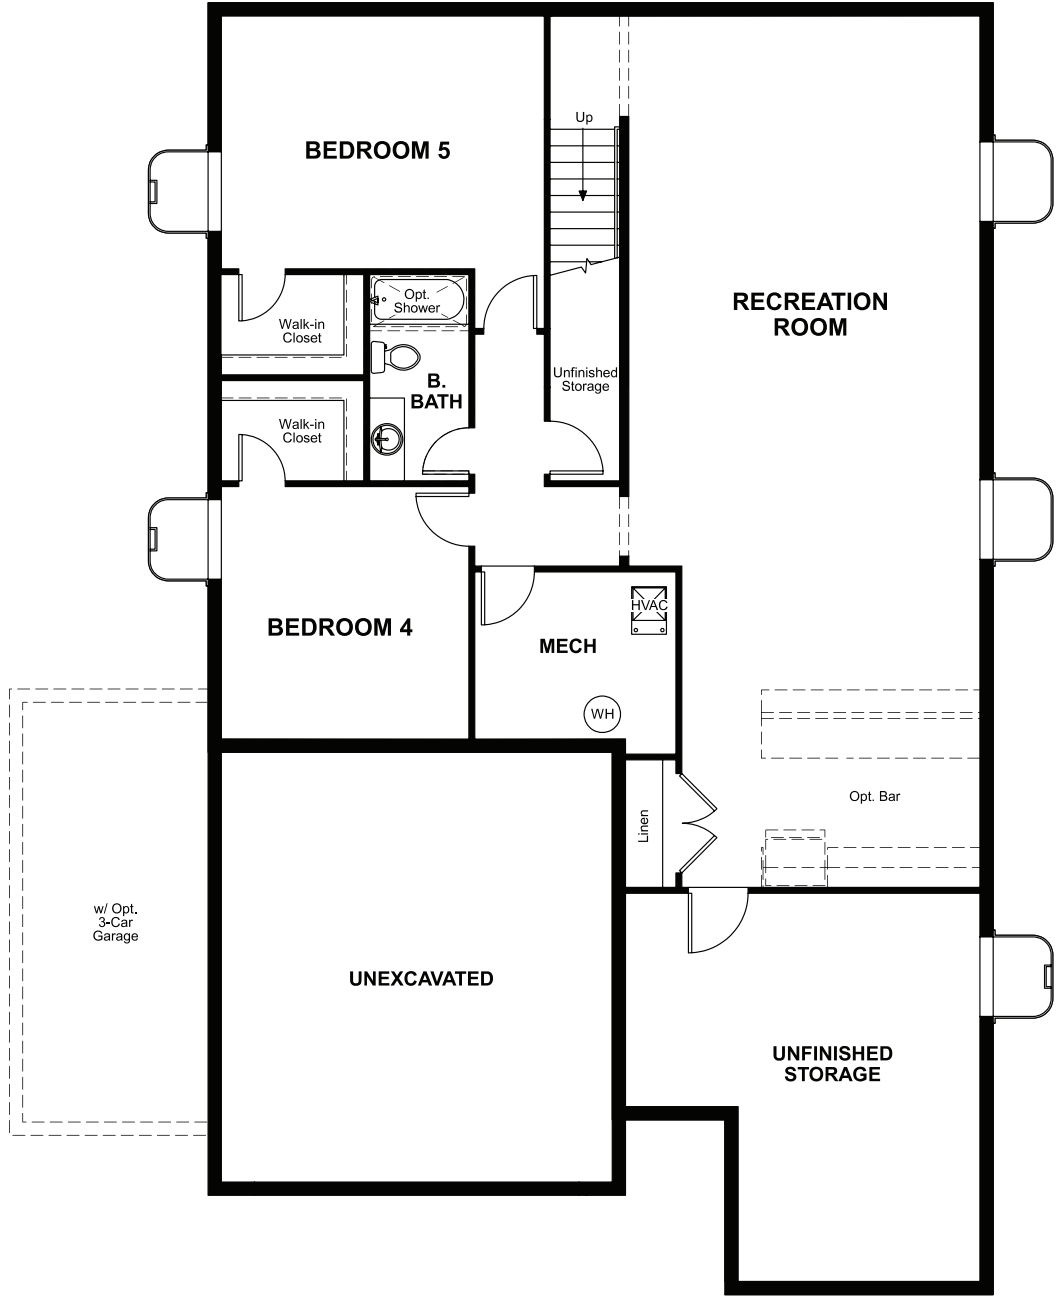 Up
BEDROOM 5
Opt.
Shower
RECREATION
ROOM
Walk-in
Closet
Unfinished
Storage
B.
BATH
Walk-in
Closet
HVAC
BEDROOM 4
MECH
WH
Opt. Bar
Linen
w/ Opt.
3-Car
Garage
UNEXCAVATED
UNFINISHED
STORAGE